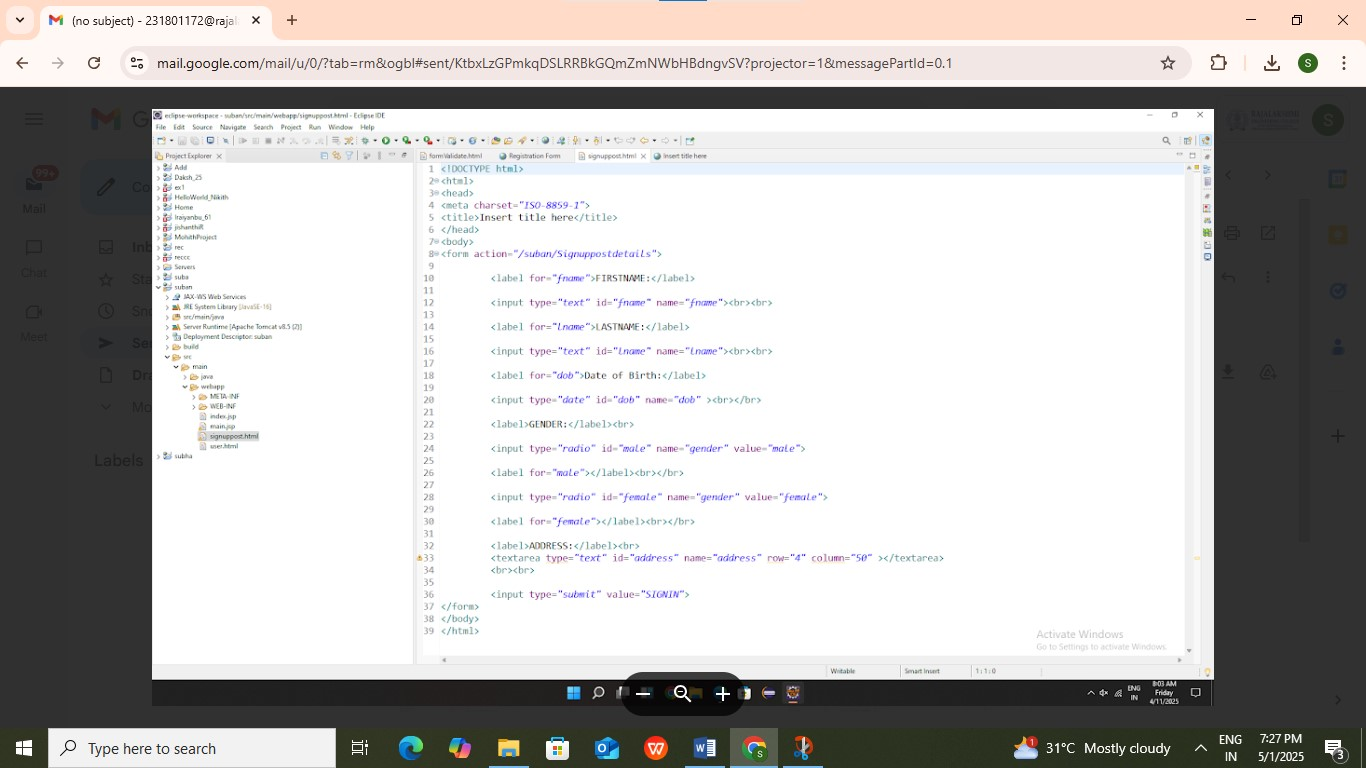 (no subject) - 231801172@rajal
mail.google.com/mail/u/0/?tab=rm&ogbl#sent/KtbxLzGPmkqDSLRRBkGQmZmNWbHBdngvSV?projector=1&messagePartId=0.1
S
eclipse-workspace - suban/src/main/webapp/signuppost.html - Eclipse IDE
File Edit Source Navigate Search Project Run Window Help
Project Explorer
formValidate.html Registration Form signuppost.html Insert title here
Add
Daksh_25
ex1
HelloWorld_Nikith
Home
Iraiyanbu_61
jishanthiR
MohithProject
rec
reccc
Servers
suba
suban
JAX-WS Web Services
JRE System Library [JavaSE-16]
src/main/java
Server Runtime [Apache Tomcat v8.5 (2)]
Deployment Descriptor: suban
build
src
main
java
webapp
META-INF
WEB-INF
index.jsp
main.jsp
signuppost.html
user.html
subha
1 <!DOCTYPE html>
2 <html>
3 <head>
4 <meta charset="ISO-8859-1">
5 <title>Insert title here</title>
6 </head>
7 <body>
8 <form action="/suban/Signuppostdetails">
9
10 <label for="fname">FIRSTNAME:</label>
11
12 <input type="text" id="fname" name="fname"><br><br>
13
14 <label for="lname">LASTNAME:</label>
15
16 <input type="text" id="lname" name="lname"><br><br>
17
18 <label for="dob">Date of Birth:</label>
19
20 <input type="date" id="dob" name="dob" ><br></br>
21
22 <label>GENDER:</label><br>
23
24 <input type="radio" id="male" name="gender" value="male">
25
26 <label for="male"></label><br></br>
27
28 <input type="radio" id="female" name="gender" value="female">
29
30 <label for="female"></label><br></br>
31
32 <label>ADDRESS:</label><br>
33 <textarea type="text" id="address" name="address" row="4" column="50" ></textarea>
34 <br><br>
35
36 <input type="submit" value="SIGNIN">
37 </form>
38 </body>
39 </html>
Activate Windows
Go to Settings to activate Windows.
Writable Smart Insert 1:1:0
ENG
IN
8:03 AM
Friday
4/11/2025
99+
Mail
Chat
Meet
Labels
S
Type here to search
31°C Mostly cloudy
ENG
IN
7:27 PM
5/1/2025
3